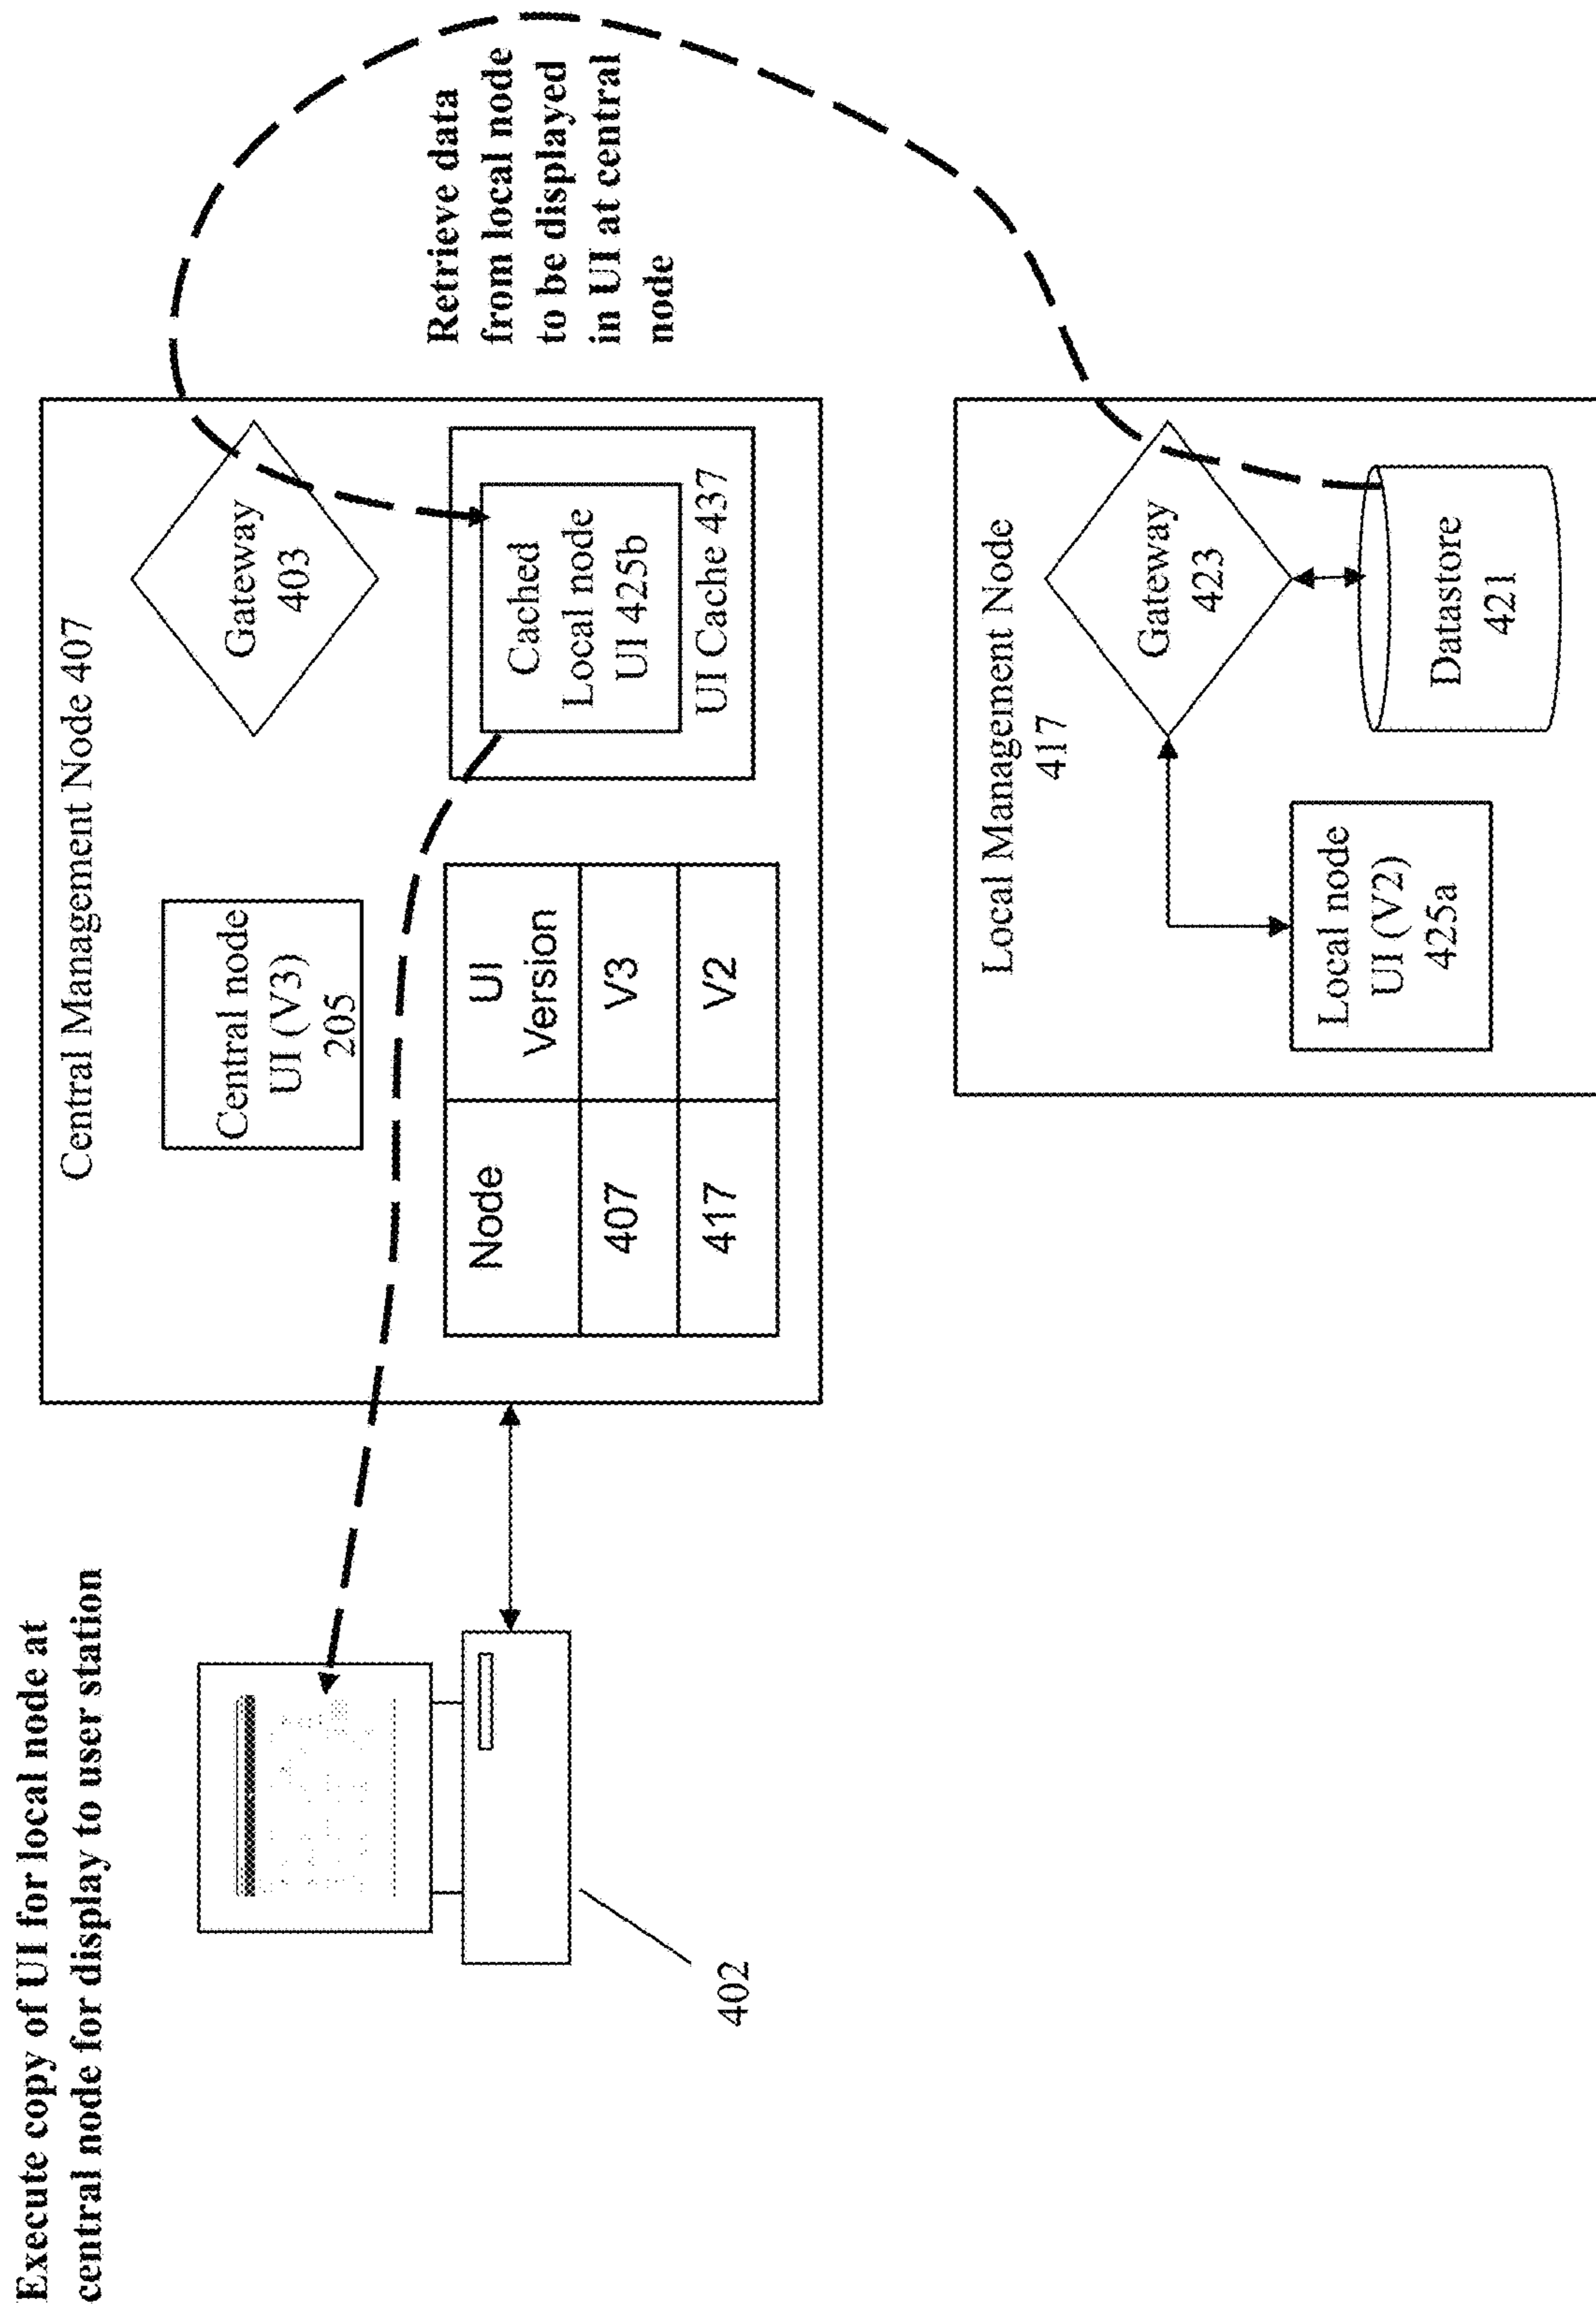 Execute copy of UI for local node at
central node for display to user station
402
Central Management Node 407
Central node
UI (V3)
205
Gateway
403
Node
UI
Version
407
V3
417
V2
Cached
Local node
UI 425b
UI Cache 437
Retrieve data
from local node
to be displayed
in UI at central
node
Local Management Node
417
Gateway
423
Local node
UI (V2)
425a
Datastore
421